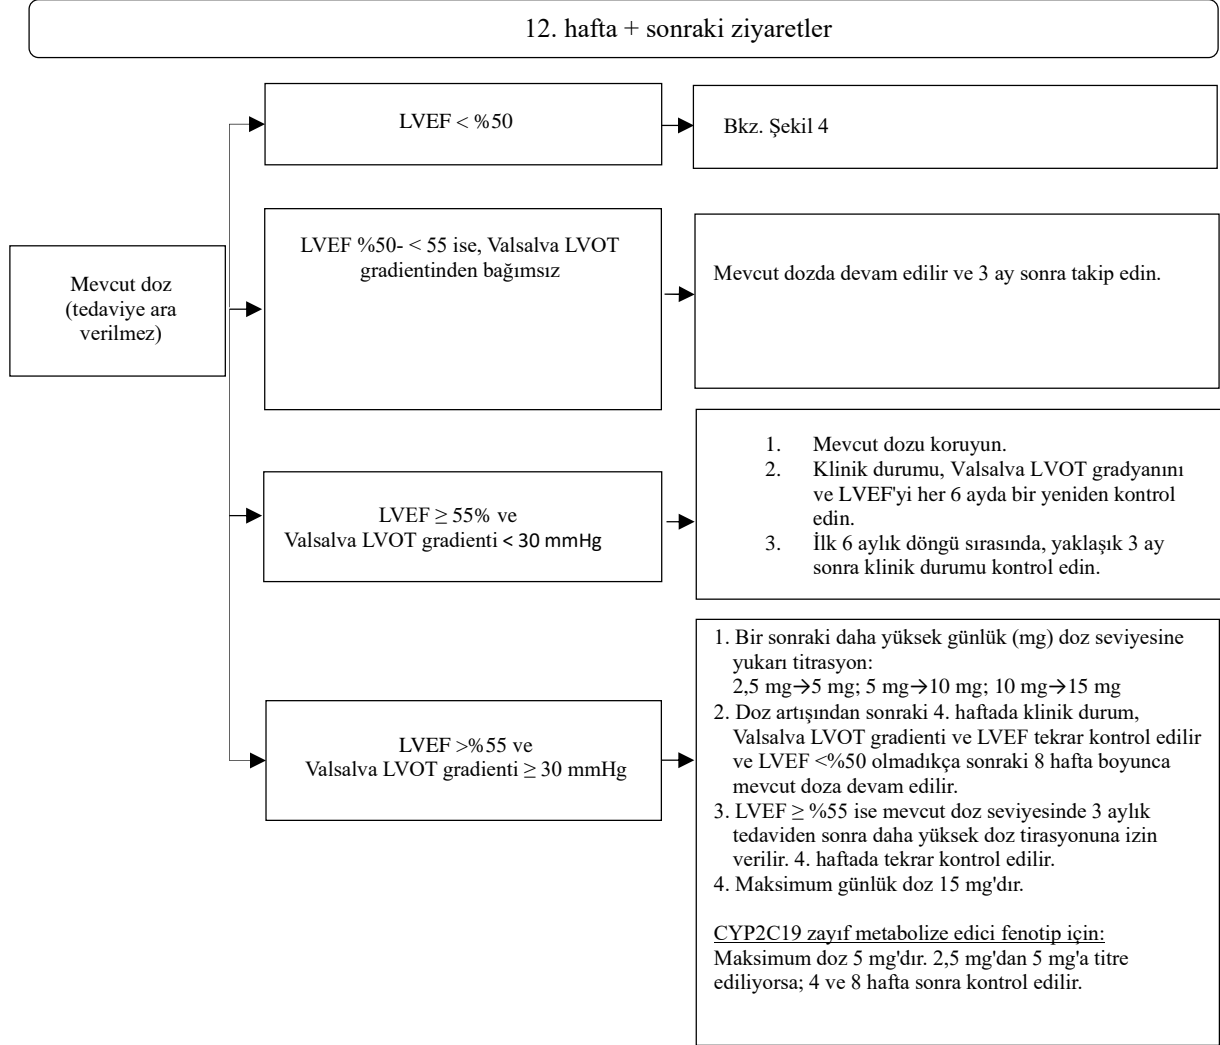 12. hafta + sonraki ziyaretler
LVEF < %50
Bkz. Şekil 4
Mevcut doz
(tedaviye ara
verilmez)
LVEF %50- < 55 ise, Valsalva LVOT
gradientinden bağımsız
Mevcut dozda devam edilir ve 3 ay sonra takip edin.
LVEF ≥ 55% ve
Valsalva LVOT gradienti < 30 mmHg
1. Mevcut dozu koruyun.
2. Klinik durumu, Valsalva LVOT gradyanını
ve LVEF'yi her 6 ayda bir yeniden kontrol
edin.
3. İlk 6 aylık döngü sırasında, yaklaşık 3 ay
sonra klinik durumu kontrol edin.
LVEF >%55 ve
Valsalva LVOT gradienti ≥ 30 mmHg
1. Bir sonraki daha yüksek günlük (mg) doz seviyesine
yukarı titrasyon:
2,5 mg→5 mg; 5 mg→10 mg; 10 mg→15 mg
2. Doz artışından sonraki 4. haftada klinik durum,
Valsalva LVOT gradienti ve LVEF tekrar kontrol edilir
ve LVEF <%50 olmadıkça sonraki 8 hafta boyunca
mevcut doza devam edilir.
3. LVEF ≥ %55 ise mevcut doz seviyesinde 3 aylık
tedaviden sonra daha yüksek doz tirasyonuna izin
verilir. 4. haftada tekrar kontrol edilir.
4. Maksimum günlük doz 15 mg'dır.
CYP2C19 zayıf metabolize edici fenotip için:
Maksimum doz 5 mg'dır. 2,5 mg'dan 5 mg'a titre
ediliyorsa; 4 ve 8 hafta sonra kontrol edilir.